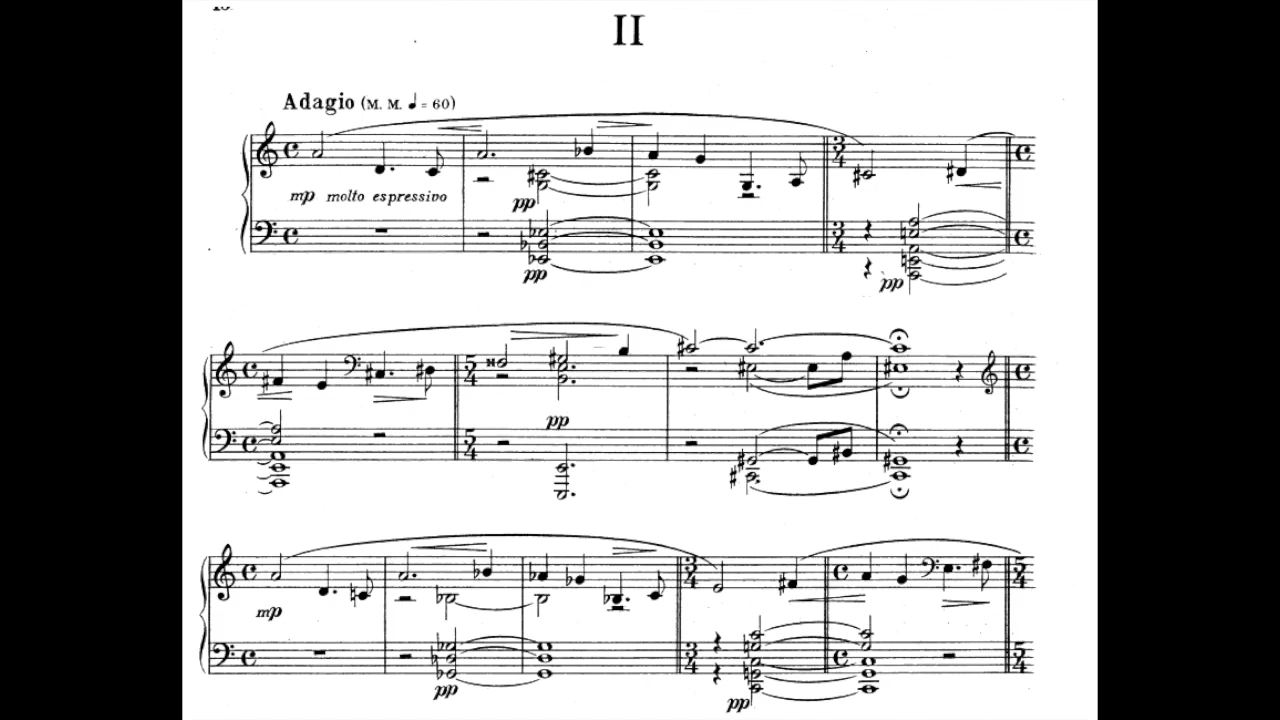 II
Adagio (M. M. ♩= 60)
mp molto espressivo
pp
pp
pp
pp
mp
pp
pp